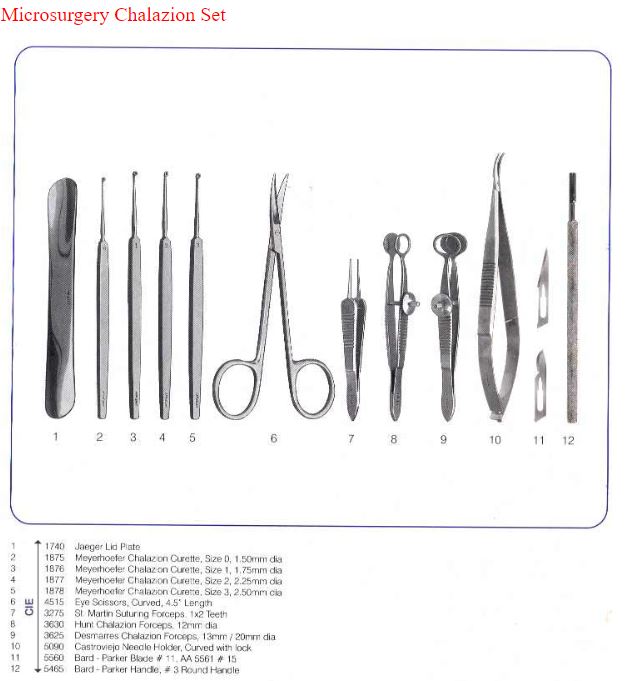 Microsurgery Chalazion Set
1 2 3 4 5 6 7 8 9 10 11 12
CIE
1 1740 Jaeger Lid Plate
2 1875 Meyerhoefer Chalazion Curette, Size 0, 1.50mm dia
3 1876 Meyerhoefer Chalazion Curette, Size 1, 1.75mm dia
4 1877 Meyerhoefer Chalazion Curette, Size 2, 2.25mm dia
5 1878 Meyerhoefer Chalazion Curette, Size 3, 2.50mm dia
6 4515 Eye Scissors, Curved, 4.5" Length
7 3275 St. Martin Suturing Forceps, 1x2 Teeth
8 3630 Hunt Chalazion Forceps, 12mm dia
9 3625 Desmarres Chalazion Forceps, 13mm / 20mm dia
10 5090 Castroviejo Needle Holder, Curved with lock
11 5560 Bard - Parker Blade # 11, AA 5561 # 15
12 5465 Bard - Parker Handle, # 3 Round Handle